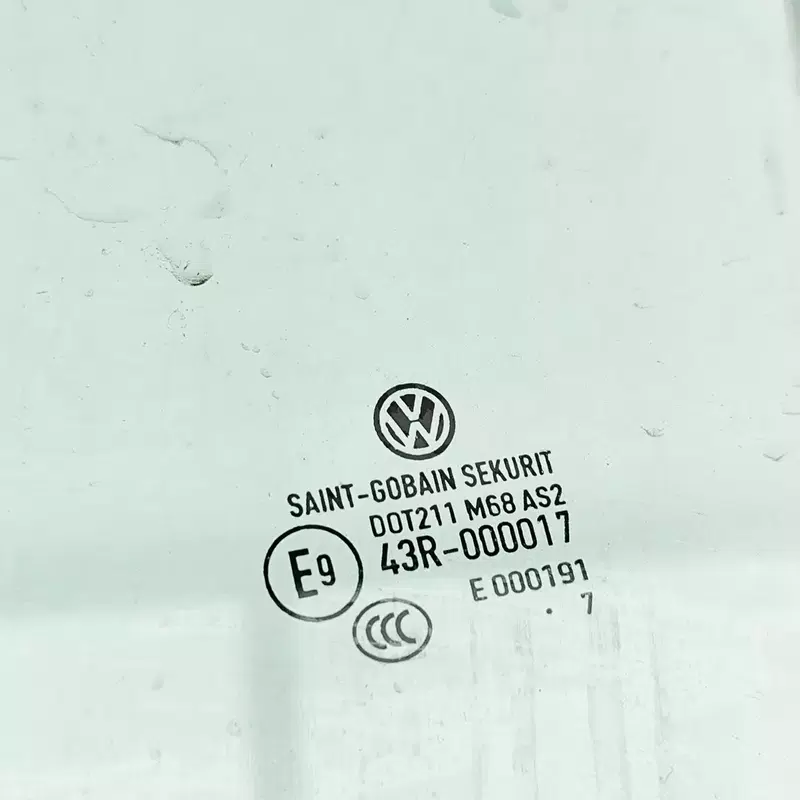 SAINT-GOBAIN SEKURIT
DOT211 M68 AS2
E9 43R-000017
E 000191
CCC
. 7